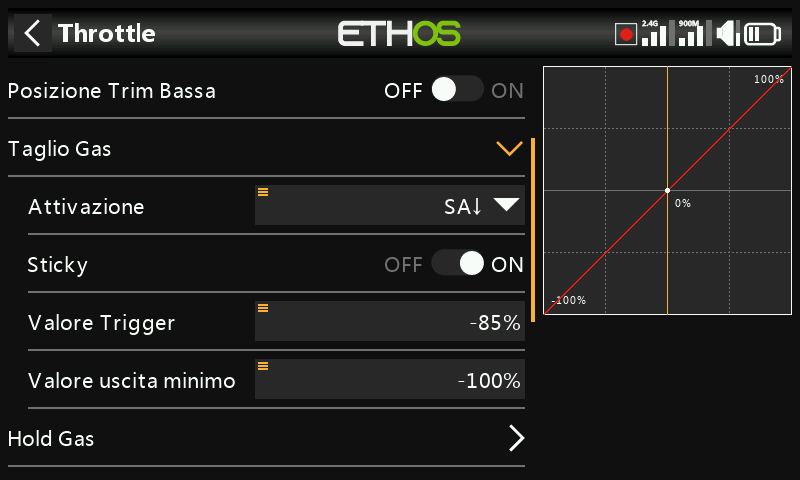 Throttle
ETHOS
2.4G
900M
Posizione Trim Bassa
OFF ON
Taglio Gas
Attivazione
SA↓
Sticky
OFF ON
Valore Trigger
-85%
Valore uscita minimo
-100%
Hold Gas
100%
0%
-100%